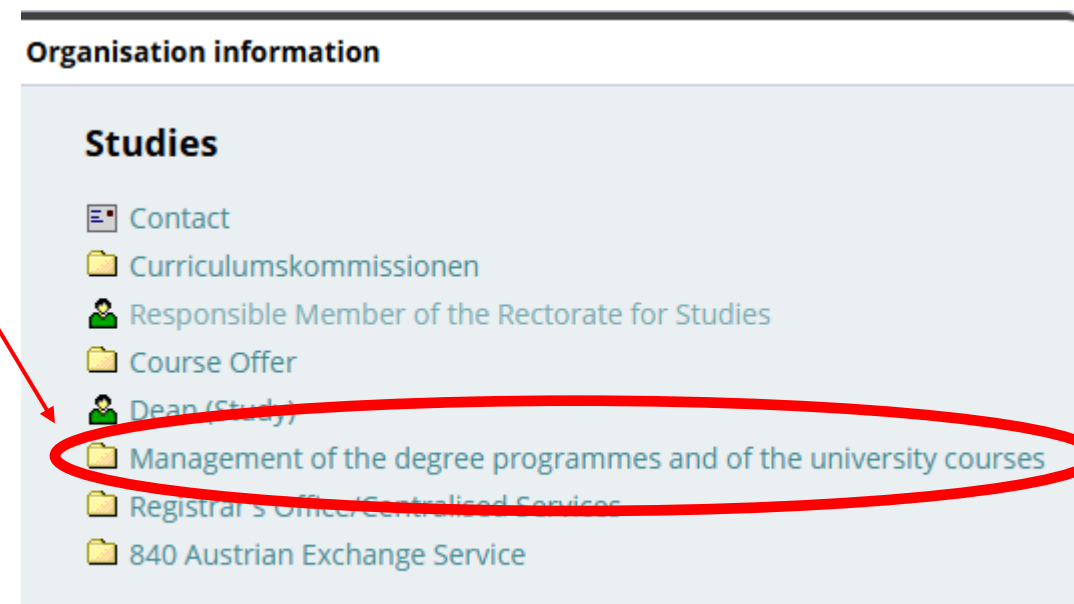 Organisation information
Studies
Contact
Curriculumskommissionen
Responsible Member of the Rectorate for Studies
Course Offer
Dean (Study)
Management of the degree programmes and of the university courses
Registrar's Office/Centralised Services
840 Austrian Exchange Service